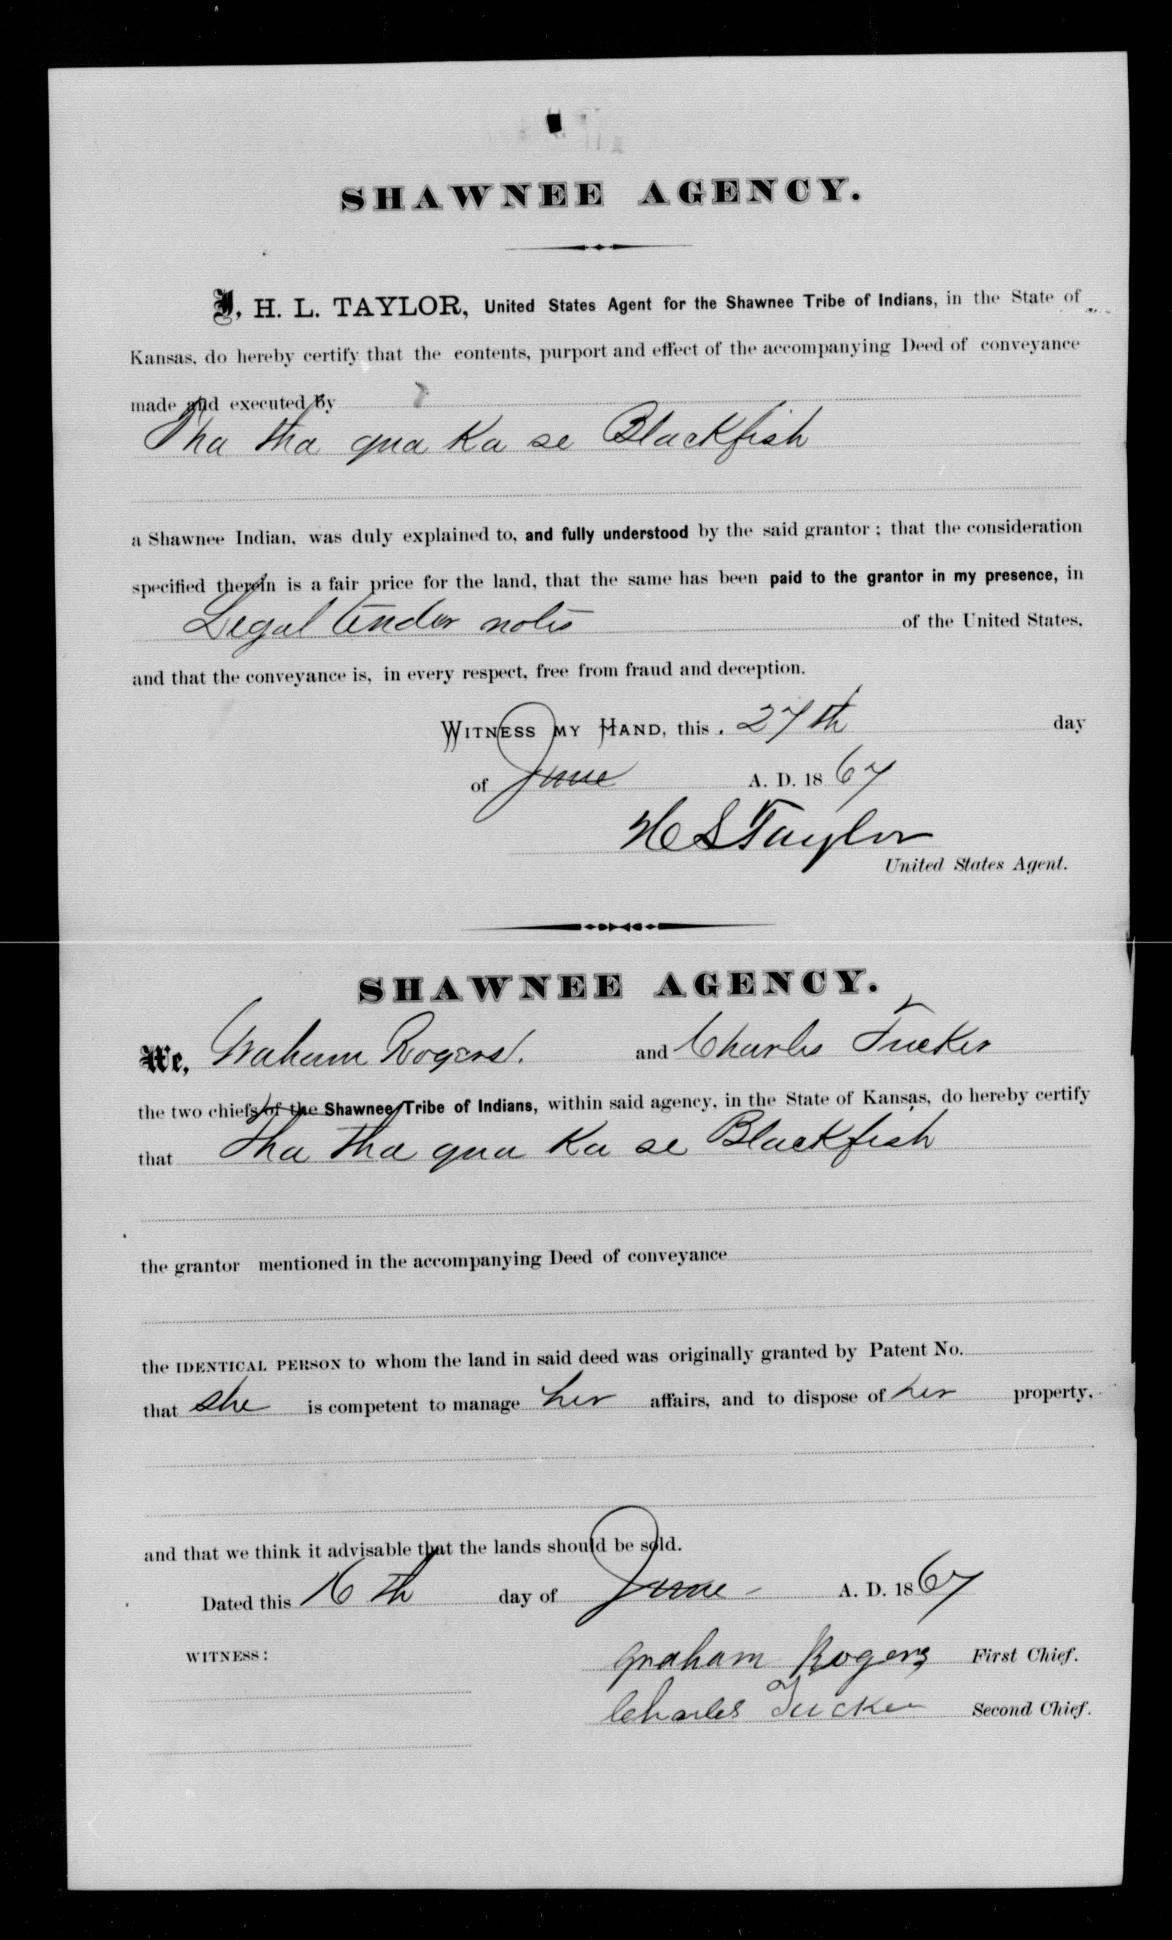 SHAWNEE AGENCY.
I, H. L. TAYLOR, United States Agent for the Shawnee Tribe of Indians, in the State of
Kansas, do hereby certify that the contents, purport and effect of the accompanying Deed of conveyance
made and executed by
Tha tha qua Ka se Blackfish
a Shawnee Indian, was duly explained to, and fully understood by the said grantor; that the consideration
specified therein is a fair price for the land, that the same has been paid to the grantor in my presence, in
Legal tender notes of the United States,
and that the conveyance is, in every respect, free from fraud and deception.
WITNESS MY HAND, this 27th day
of June A. D. 1867
H L Taylor
United States Agent.
SHAWNEE AGENCY.
We, Graham Rogers. and Charles Tucker
the two chiefs of the Shawnee Tribe of Indians, within said agency, in the State of Kansas, do hereby certify
that Tha tha qua Ka se Blackfish
the grantor mentioned in the accompanying Deed of conveyance
the IDENTICAL PERSON to whom the land in said deed was originally granted by Patent No.
that she is competent to manage her affairs, and to dispose of her property,
and that we think it advisable that the lands should be sold.
Dated this 16th day of June A. D. 1867
WITNESS: Graham Rogers First Chief.
Charles Tucker Second Chief.